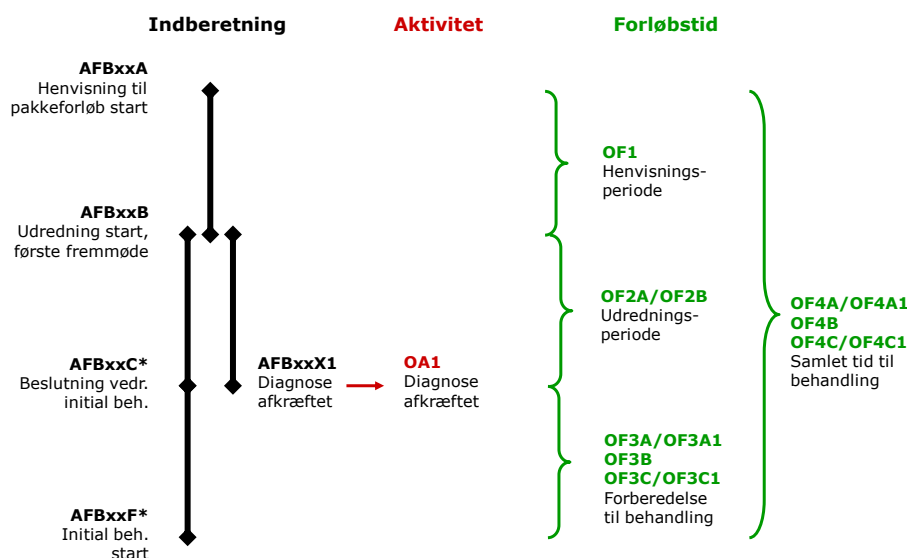 Indberetning
Aktivitet
Forløbstid
AFBxxA
Henvisning til
pakkeforløb start
OF1
Henvisnings-
periode
AFBxxB
Udredning start,
første fremmøde
OF2A/OF2B
Udrednings-
periode
OF4A/OF4A1
OF4B
OF4C/OF4C1
Samlet tid til
behandling
AFBxxC*
Beslutning vedr.
initial beh.
AFBxxX1
Diagnose
afkræftet
OA1
Diagnose
afkræftet
OF3A/OF3A1
OF3B
OF3C/OF3C1
Forberedelse
til behandling
AFBxxF*
Initial beh.
start